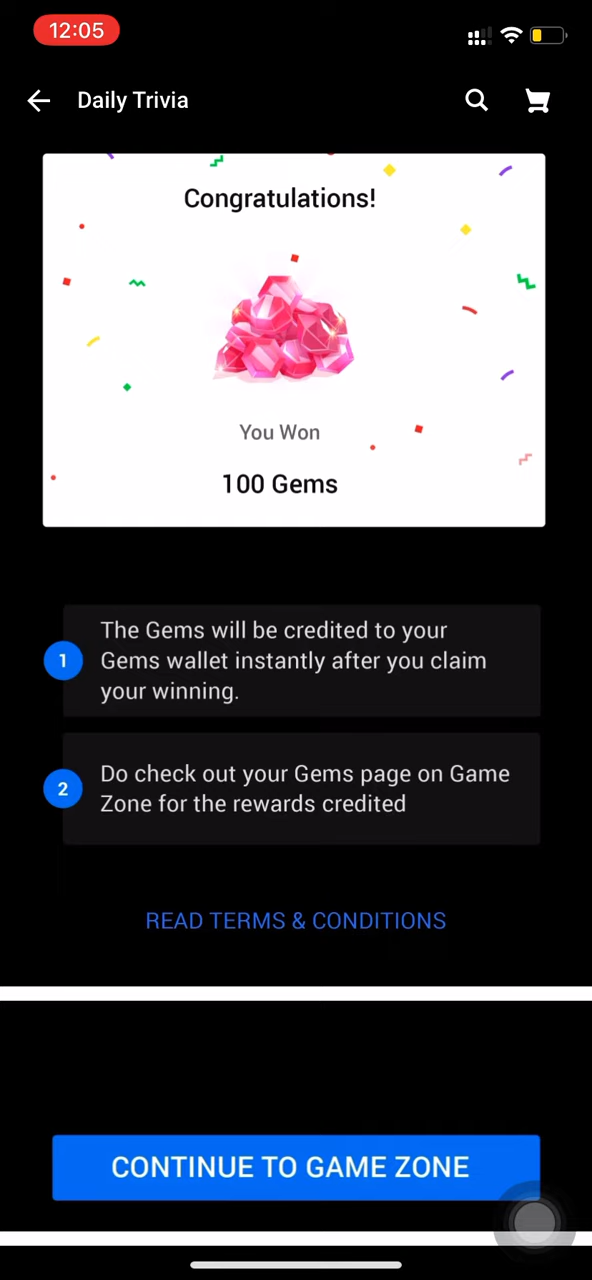 12:05
Daily Trivia
Congratulations!
You Won
100 Gems
1
The Gems will be credited to your
Gems wallet instantly after you claim
your winning.
2
Do check out your Gems page on Game
Zone for the rewards credited
READ TERMS & CONDITIONS
CONTINUE TO GAME ZONE